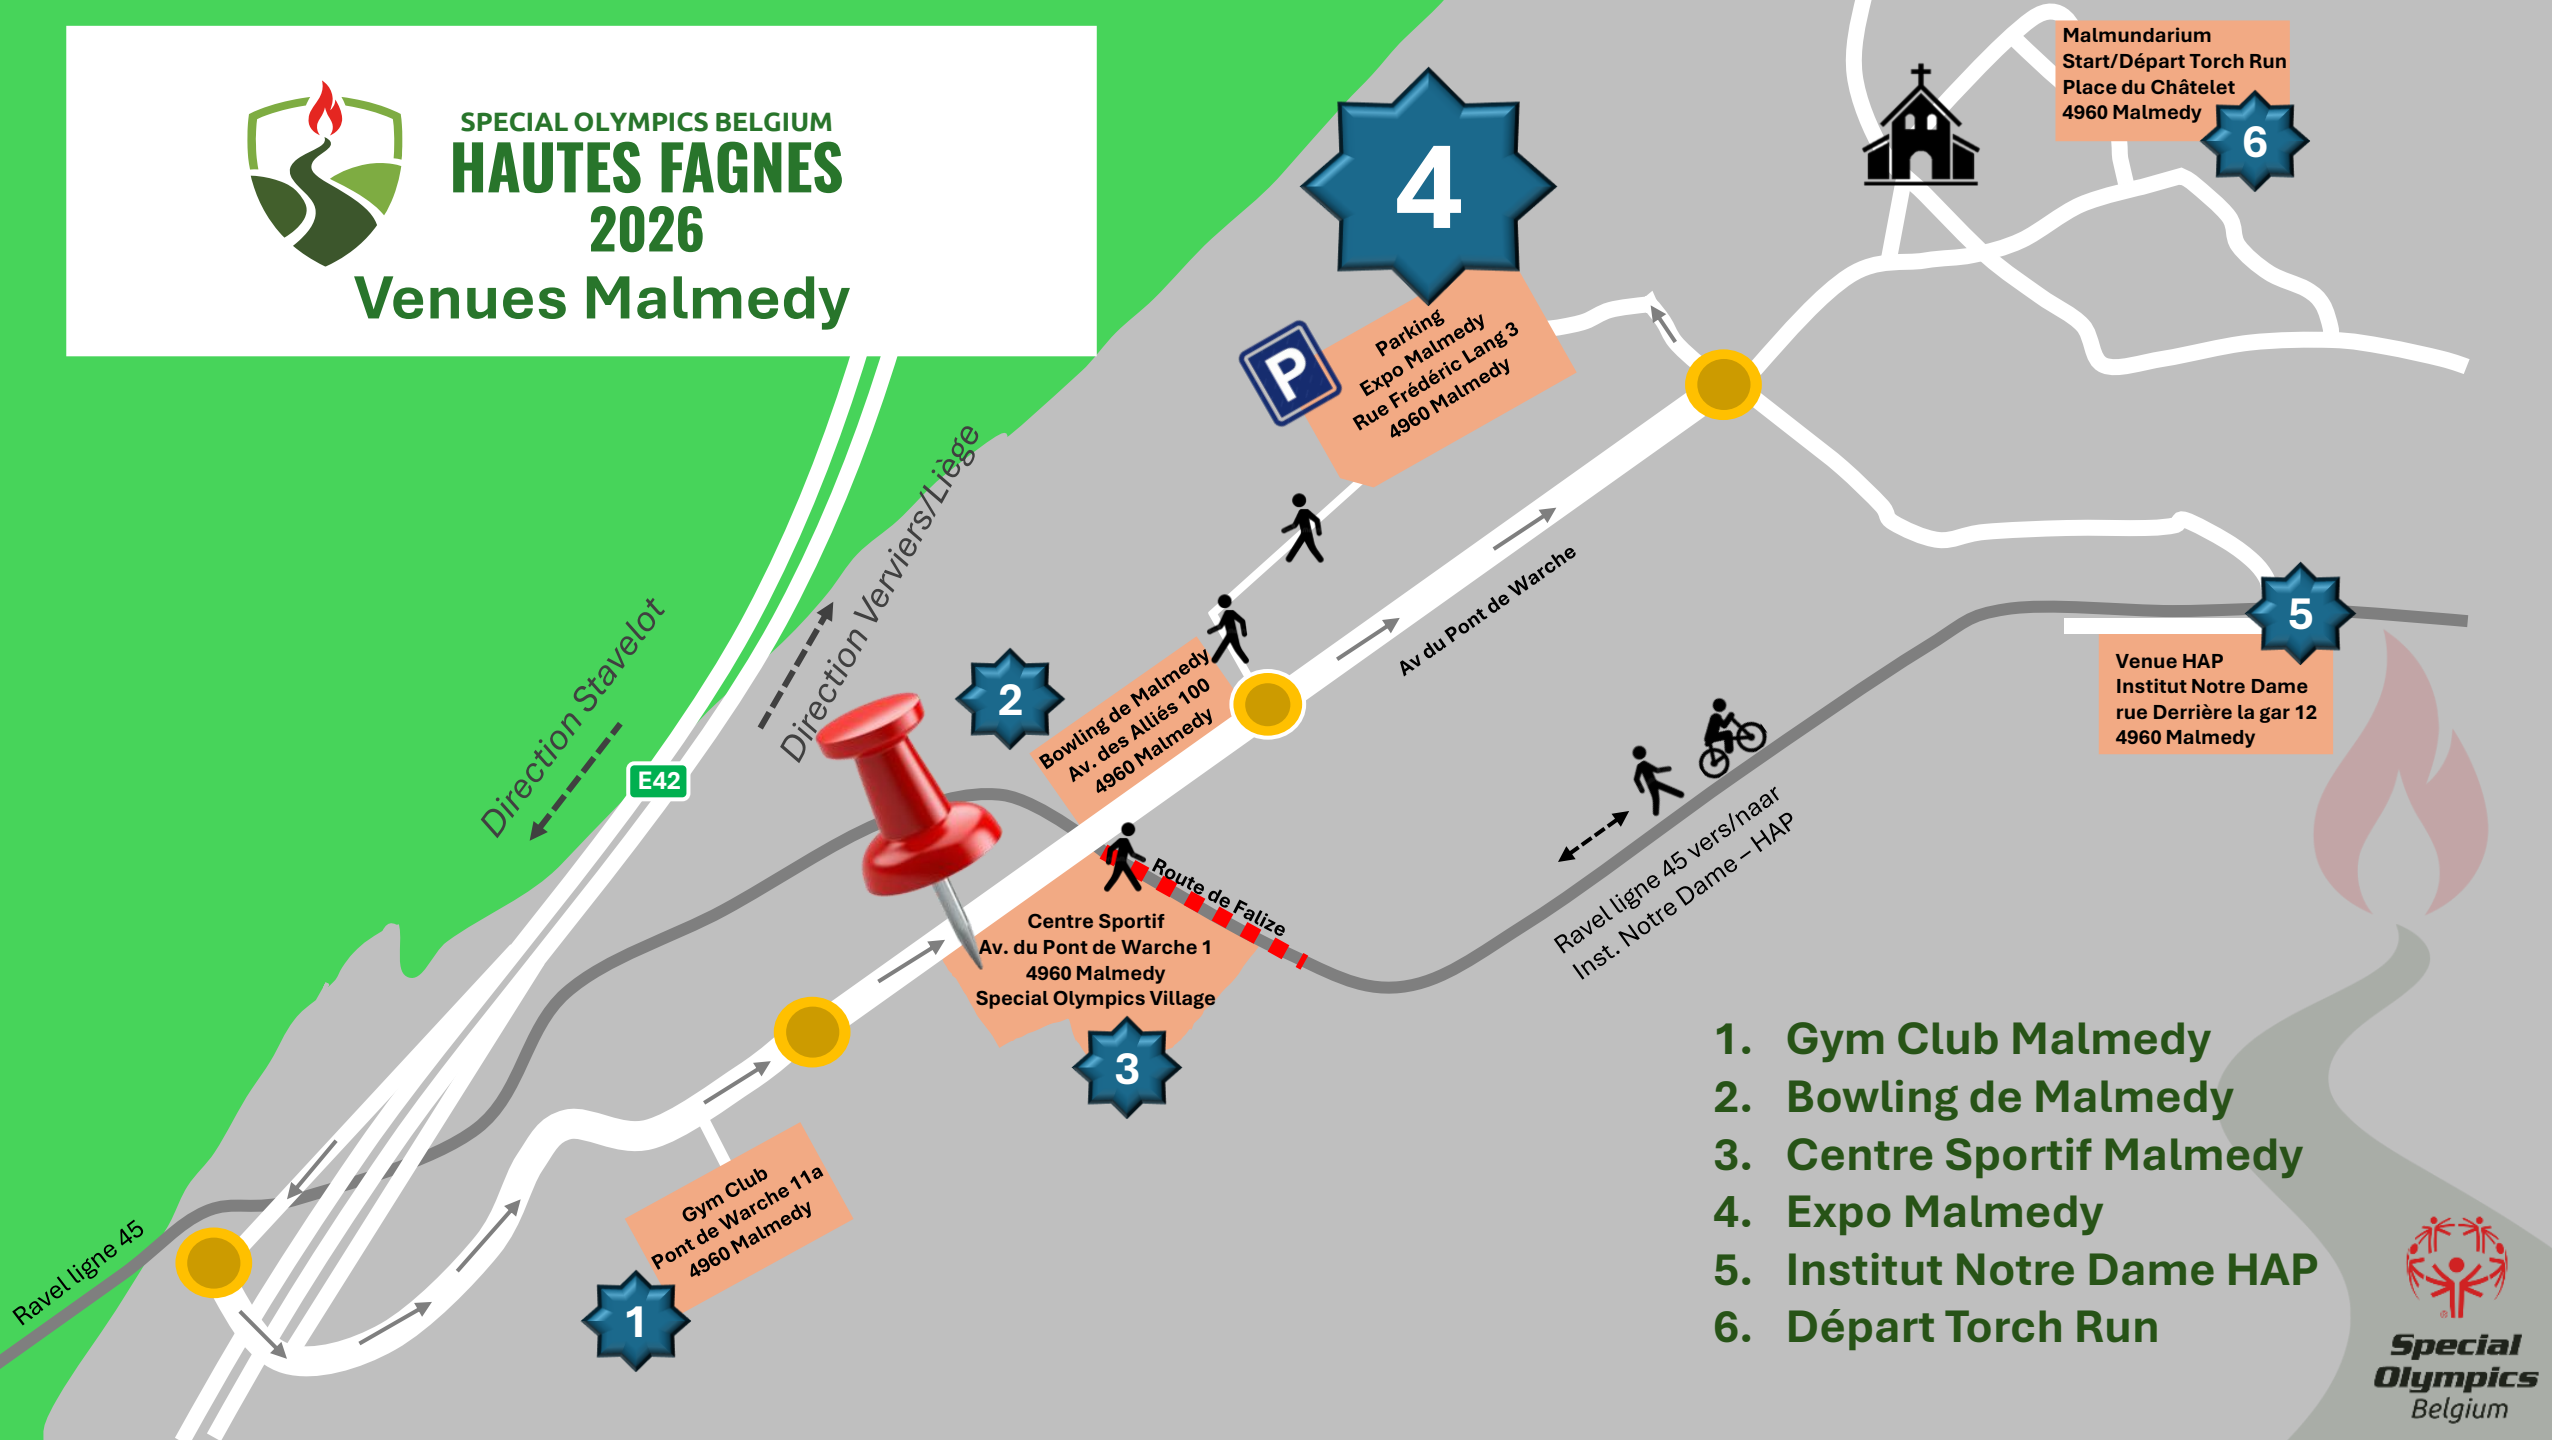 SPECIAL OLYMPICS BELGIUM
HAUTES FAGNES
2026
Venues Malmedy
Malmundarium
Start/Départ Torch Run
Place du Châtelet
4960 Malmedy
6
4
P
Parking
Expo Malmedy
Rue Frédéric Lang 3
4960 Malmedy
Direction Verviers/Liège
Direction Stavelot
E42
Av du Pont de Warche
2
Bowling de Malmedy
Av. des Alliés 100
4960 Malmedy
5
Venue HAP
Institut Notre Dame
rue Derrière la gar 12
4960 Malmedy
Route de Falize
Ravel ligne 45 vers/naar
Inst. Notre Dame – HAP
Centre Sportif
Av. du Pont de Warche 1
4960 Malmedy
Special Olympics Village
3
Gym Club
Pont de Warche 11a
4960 Malmedy
1
Ravel ligne 45
1. Gym Club Malmedy
2. Bowling de Malmedy
3. Centre Sportif Malmedy
4. Expo Malmedy
5. Institut Notre Dame HAP
6. Départ Torch Run
®
Special
Olympics
Belgium